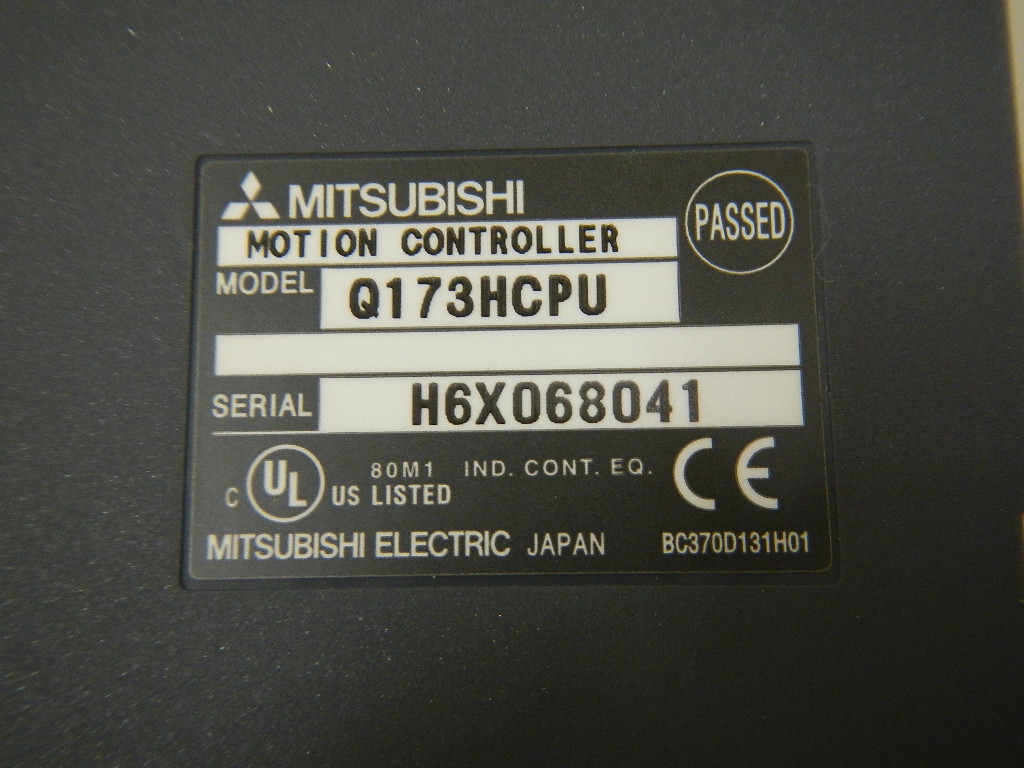 MITSUBISHI
PASSED
MOTION CONTROLLER
MODEL Q173HCPU
SERIAL H6X068041
C UL US LISTED 80M1 IND. CONT. EQ. CE
MITSUBISHI ELECTRIC JAPAN BC370D131H01